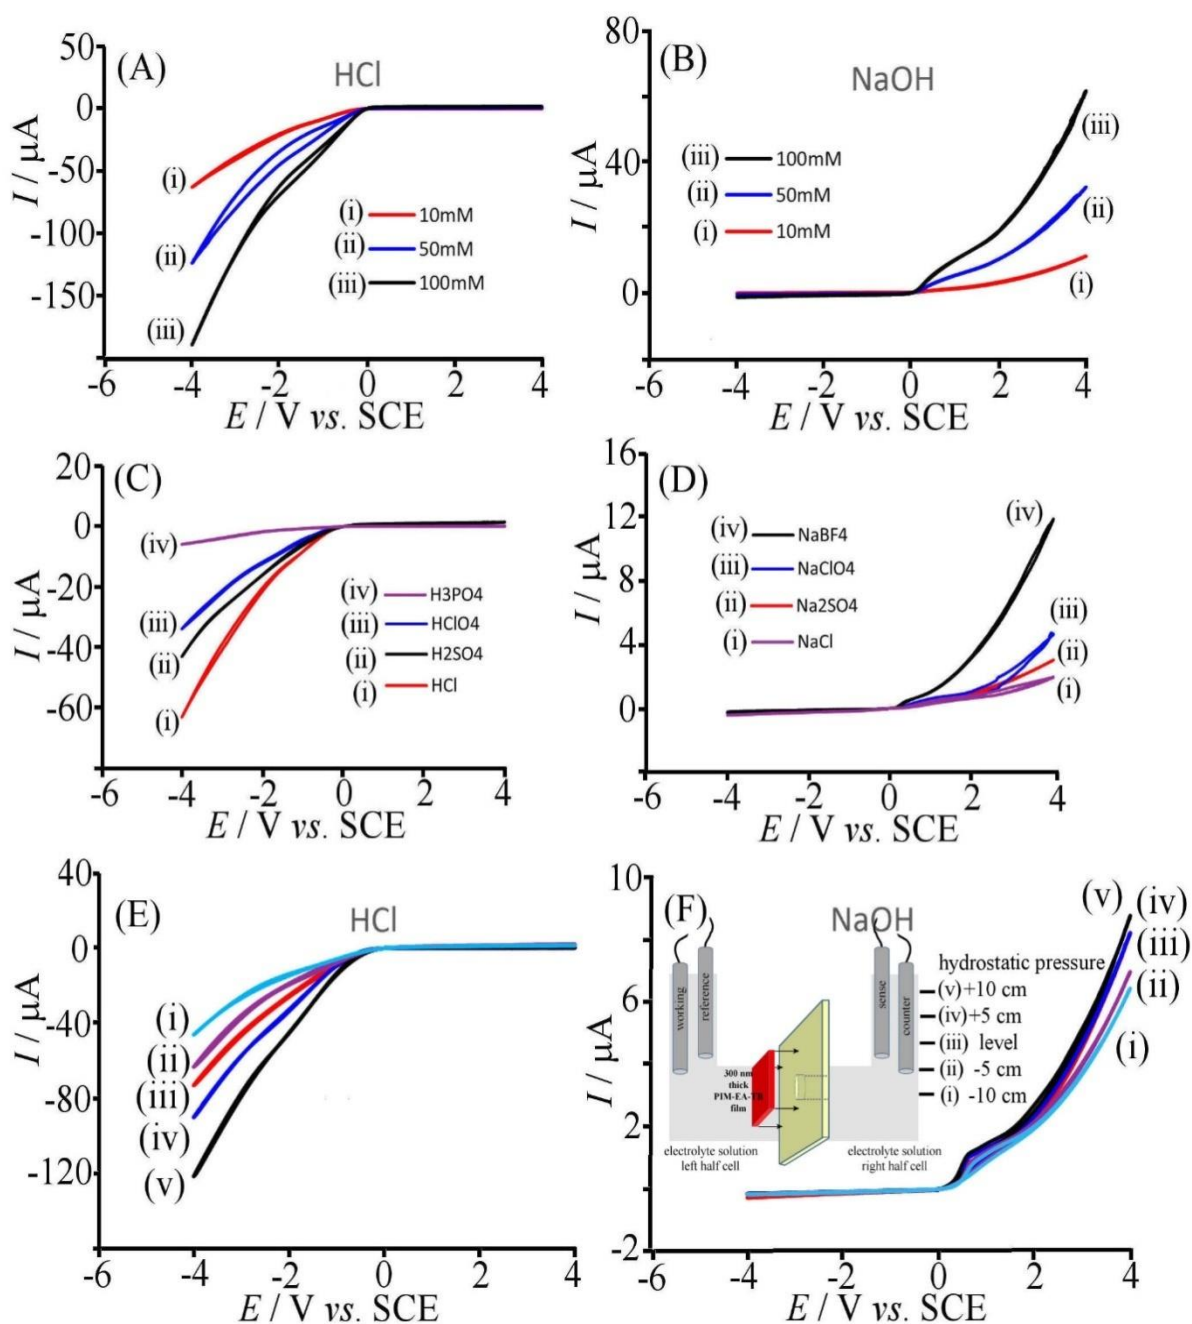 (A)
HCl
50
0
-50
-100
-150
I / µA
(i)
(ii)
(iii)
(i) 10mM
(ii) 50mM
(iii) 100mM
-6 -4 -2 0 2 4
E / V vs. SCE
(B)
NaOH
80
40
0
I / µA
(iii) 100mM
(ii) 50mM
(i) 10mM
(iii)
(ii)
(i)
-6 -4 -2 0 2 4
E / V vs. SCE
(C)
20
0
-20
-40
-60
I / µA
(iv)
(iii)
(ii)
(i)
(iv) H3PO4
(iii) HClO4
(ii) H2SO4
(i) HCl
-6 -4 -2 0 2 4
E / V vs. SCE
(D)
16
12
8
4
0
I / µA
(iv) NaBF4
(iii) NaClO4
(ii) Na2SO4
(i) NaCl
(iv)
(iii)
(ii)
(i)
-6 -4 -2 0 2 4
E / V vs. SCE
(E)
HCl
40
0
-40
-80
-120
I / µA
(i)
(ii)
(iii)
(iv)
(v)
-6 -4 -2 0 2 4
E / V vs. SCE
(F)
NaOH
10
6
2
-2
I / µA
working
reference
sense
counter
300 nm
thick
PIM-EA-TB
film
electrolyte solution
left half cell
electrolyte solution
right half cell
hydrostatic pressure
(v) +10 cm
(iv) +5 cm
(iii) level
(ii) -5 cm
(i) -10 cm
(v)
(iv)
(iii)
(ii)
(i)
-6 -4 -2 0 2 4
E / V vs. SCE